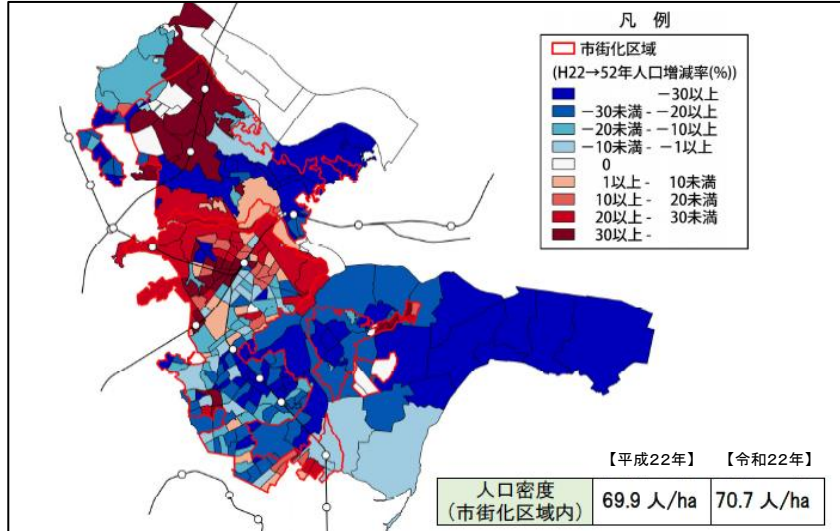 凡 例
市街化区域
(H22→52年人口増減率(%))
－30以上
－30未満 - －20以上
－20未満 - －10以上
－10未満 - －1以上
0
1以上 - 10未満
10以上 - 20未満
20以上 - 30未満
30以上 -
【平成22年】 【令和22年】
人口密度
（市街化区域内） 69.9 人/ha 70.7 人/ha